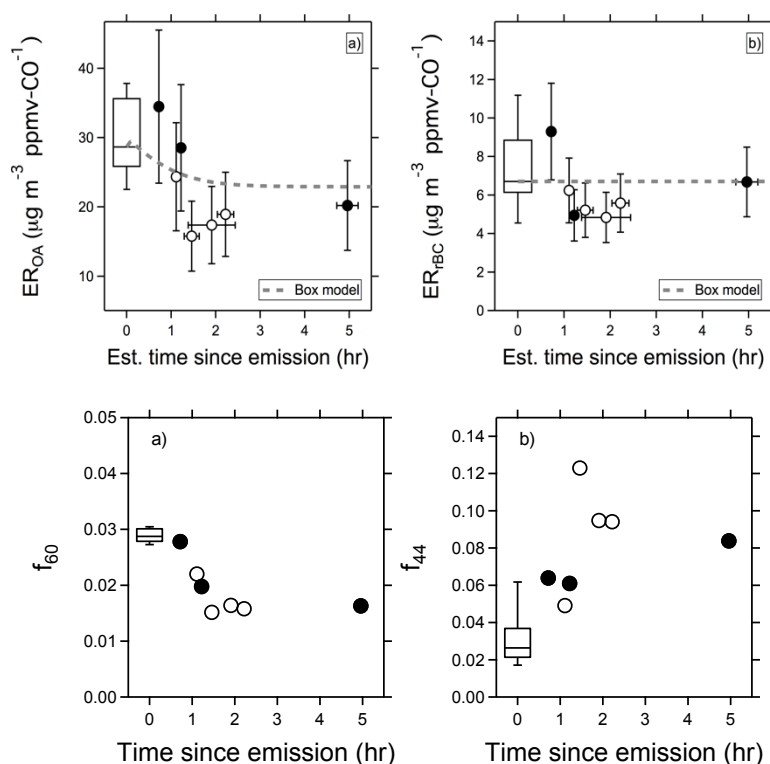 a)
40
30
20
10
ER_OA (μg m⁻³ ppmv-CO⁻¹)
Box model
0 1 2 3 4 5
Est. time since emission (hr)
b)
14
12
10
8
6
4
2
0
ER_rBC (μg m⁻³ ppmv-CO⁻¹)
Box model
0 1 2 3 4 5
Est. time since emission (hr)
a)
0.05
0.04
0.03
0.02
0.01
0.00
f₆₀
0 1 2 3 4 5
Time since emission (hr)
b)
0.14
0.12
0.10
0.08
0.06
0.04
0.02
0.00
f₄₄
0 1 2 3 4 5
Time since emission (hr)